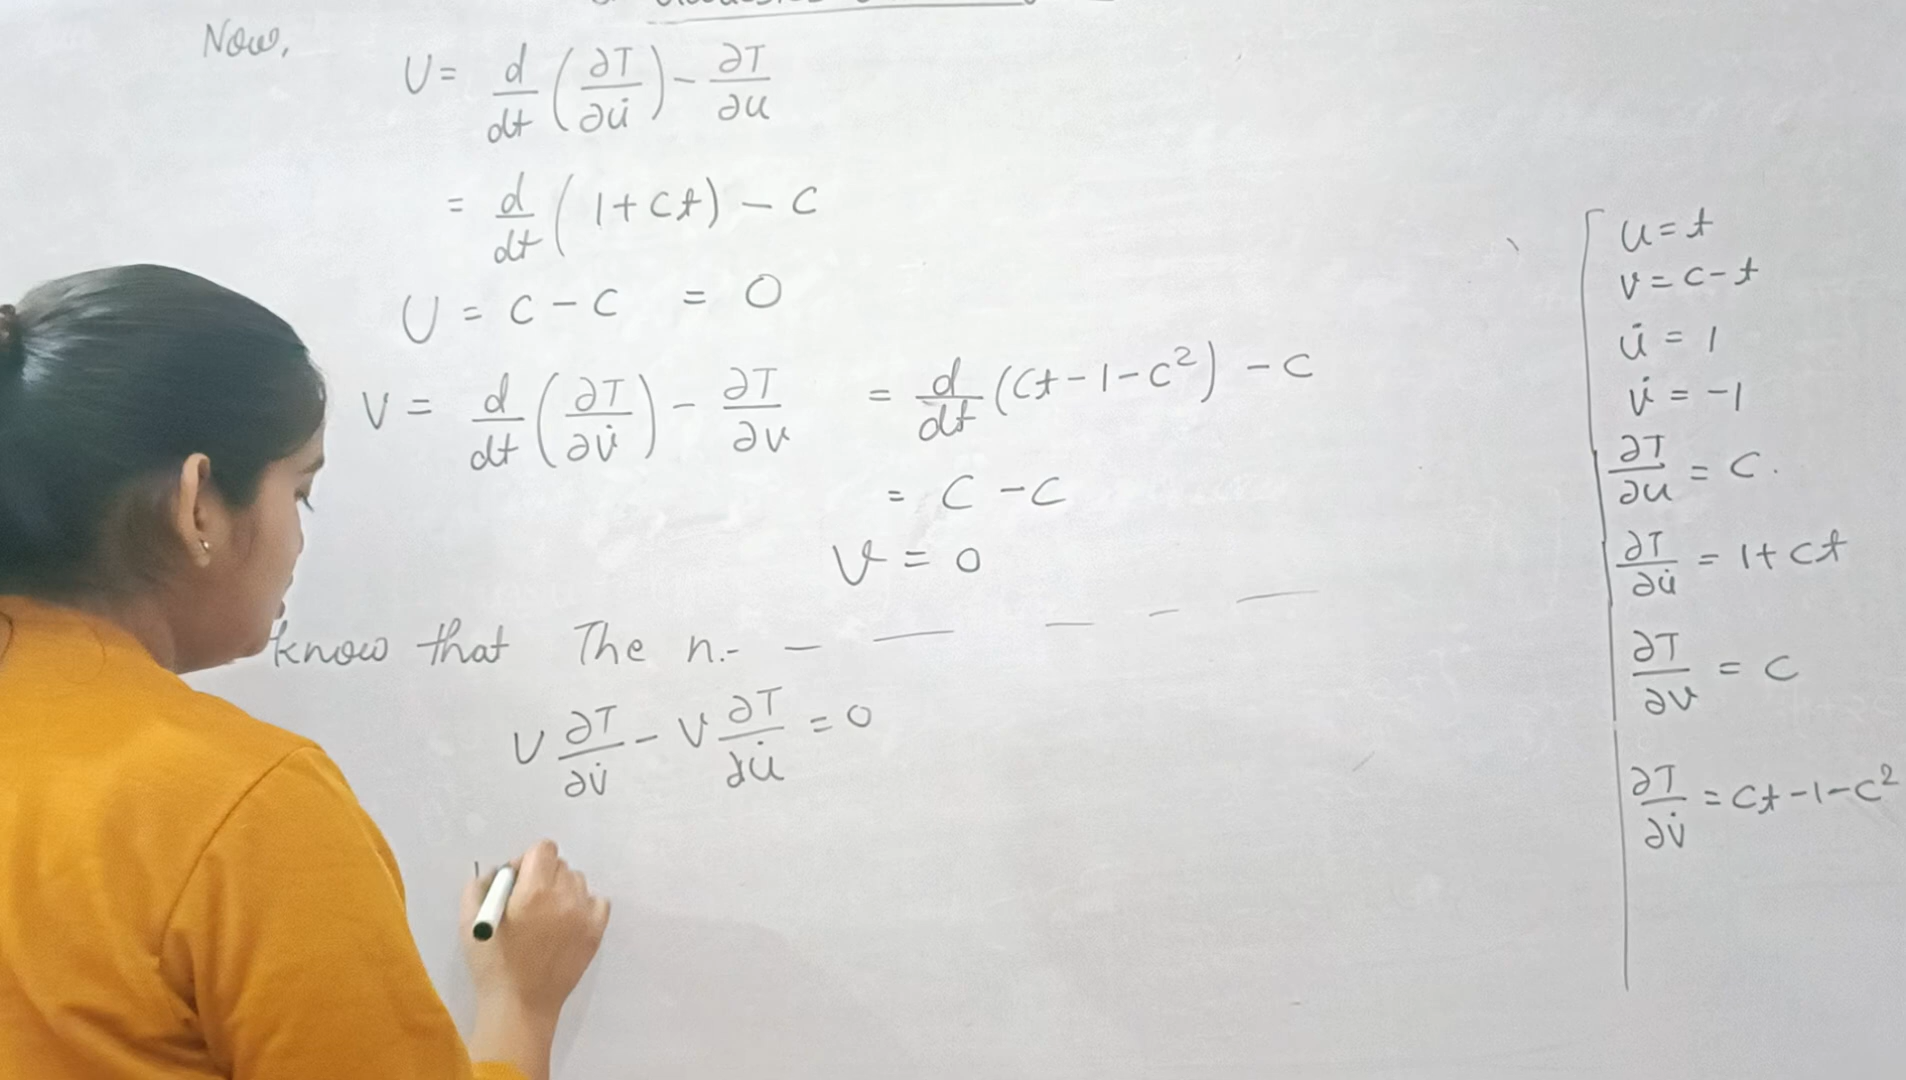 Now,
U = d/dt (∂T/∂u̇) - ∂T/∂u
= d/dt (1+ct) - c
U = c - c = 0
V = d/dt (∂T/∂v̇) - ∂T/∂v = d/dt (ct-1-c²) - c
= c - c
V = 0
know that The n.- - — — - —
U ∂T/∂v̇ - V ∂T/∂u̇ = 0
u = t
v = c - t
u̇ = 1
v̇ = -1
∂T/∂u = c.
∂T/∂u̇ = 1+ct
∂T/∂v = c
∂T/∂v̇ = ct-1-c²